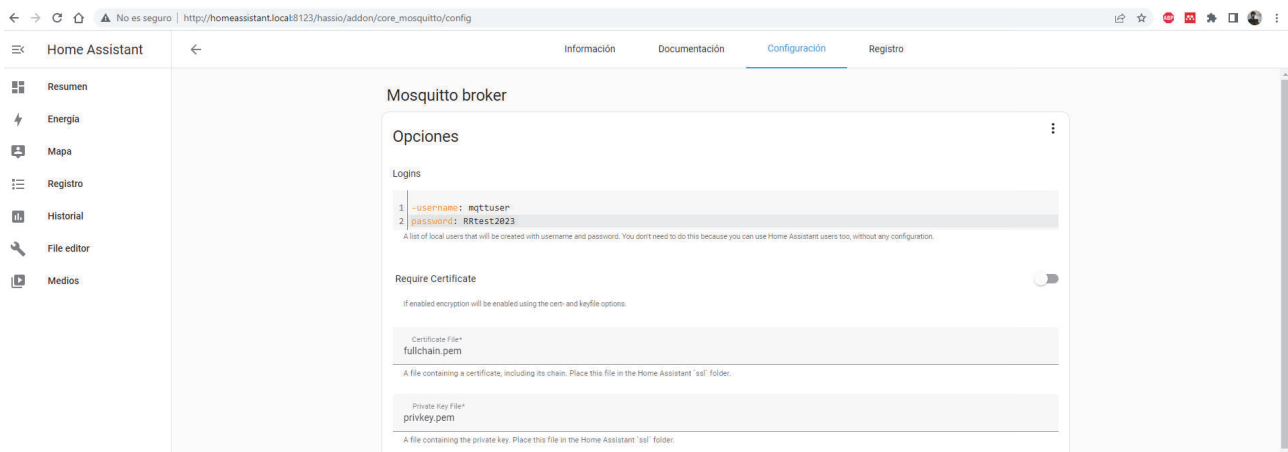 No es seguro | http://homeassistant.local:8123/hassio/addon/core_mosquitto/config
ABP
Home Assistant
Información Documentación Configuración Registro
Resumen
Energía
Mapa
Registro
Historial
File editor
Medios
Mosquitto broker
Opciones
Logins
1 -username: mqttuser
2 password: RRtest2023
A list of local users that will be created with username and password. You don't need to do this because you can use Home Assistant users too, without any configuration.
Require Certificate
If enabled encryption will be enabled using the cert- and keyfile options.
Certificate File*
fullchain.pem
A file containing a certificate, including its chain. Place this file in the Home Assistant `ssl` folder.
Private Key File*
privkey.pem
A file containing the private key. Place this file in the Home Assistant `ssl` folder.